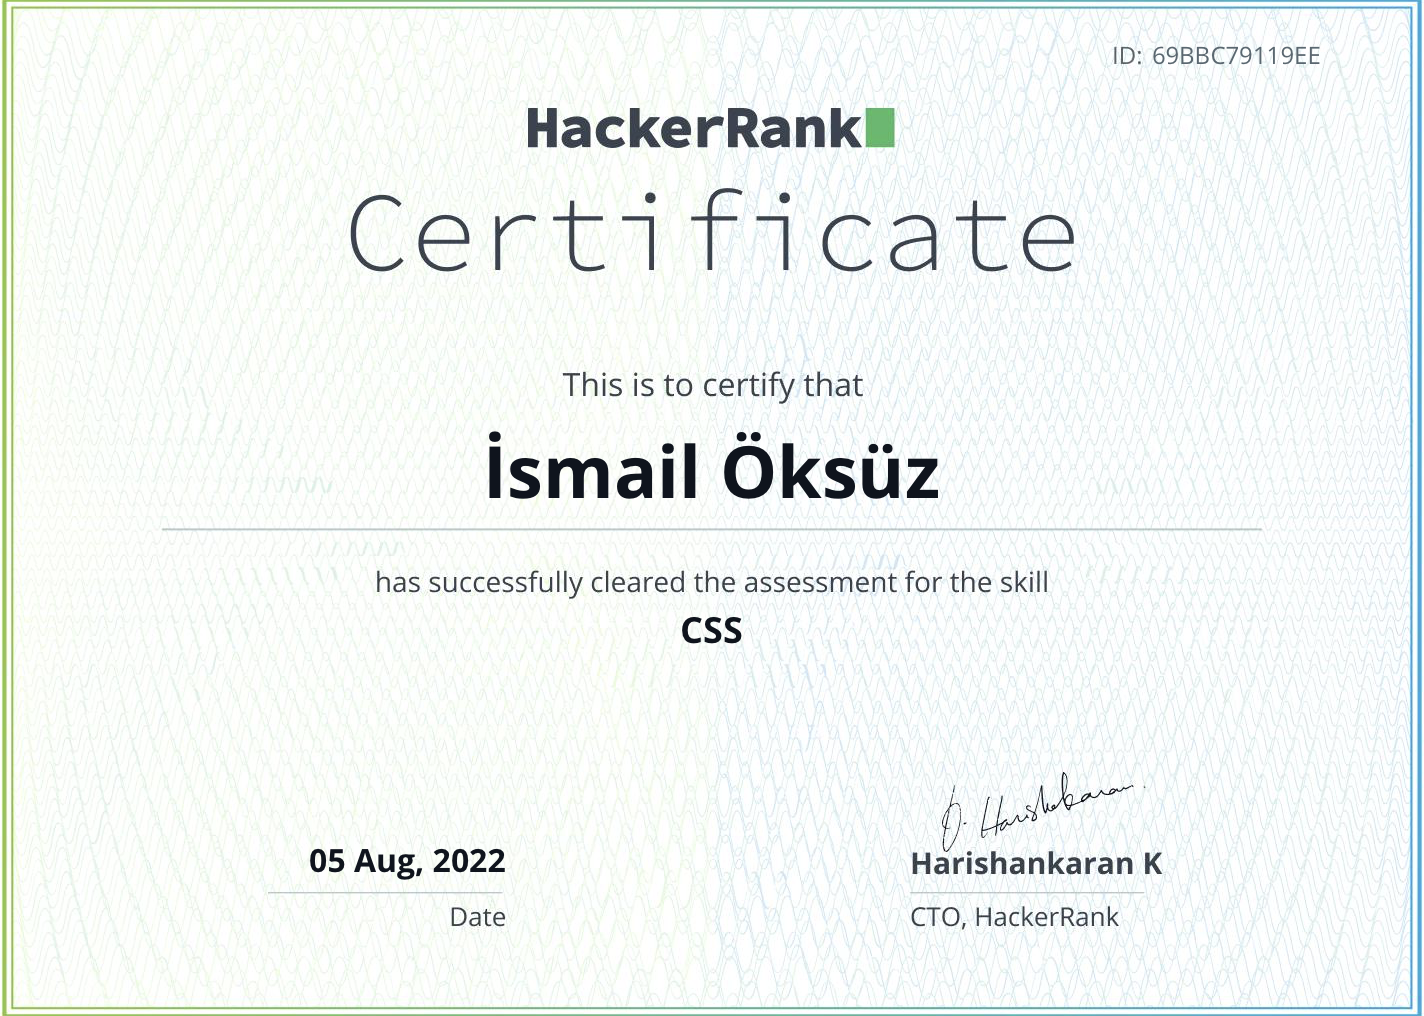 ID: 69BBC79119EE
HackerRank
Certificate
This is to certify that
İsmail Öksüz
has successfully cleared the assessment for the skill
CSS
D. Harishankaran
05 Aug, 2022
Harishankaran K
Date
CTO, HackerRank